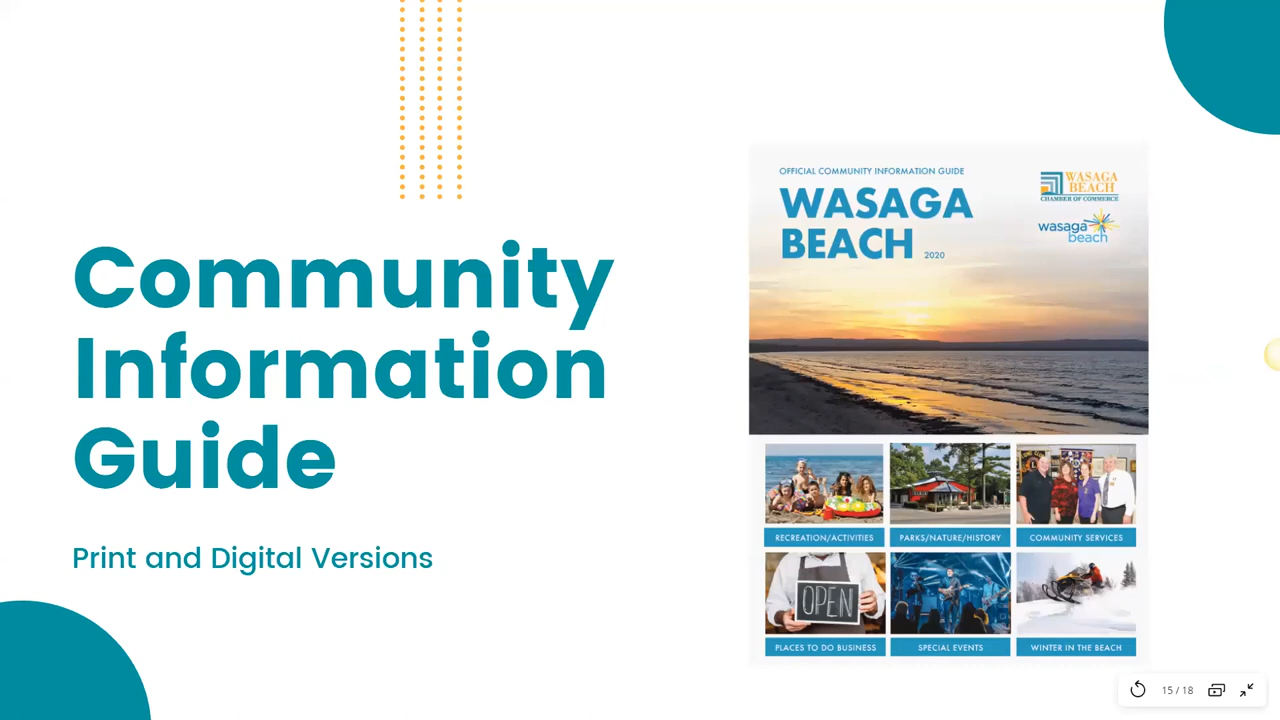 Community
Information
Guide
Print and Digital Versions
OFFICIAL COMMUNITY INFORMATION GUIDE
WASAGA
BEACH 2020
WASAGA
BEACH
CHAMBER OF COMMERCE
wasaga
beach
RECREATION/ACTIVITIES
PARKS/NATURE/HISTORY
COMMUNITY SERVICES
OPEN
PLACES TO DO BUSINESS
SPECIAL EVENTS
WINTER IN THE BEACH
15 / 18